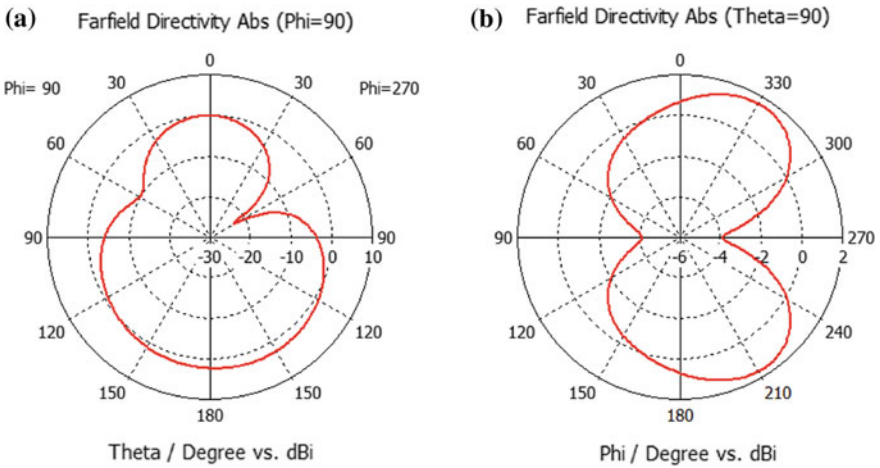 (a) Farfield Directivity Abs (Phi=90)
0
Phi= 90 30 30 Phi=270
60 60
90 -30 -20 -10 0 10 90
120 120
150 150
180
Theta / Degree vs. dBi
(b) Farfield Directivity Abs (Theta=90)
0
30 330
60 300
90 -6 -4 -2 0 2 270
120 240
150 210
180
Phi / Degree vs. dBi